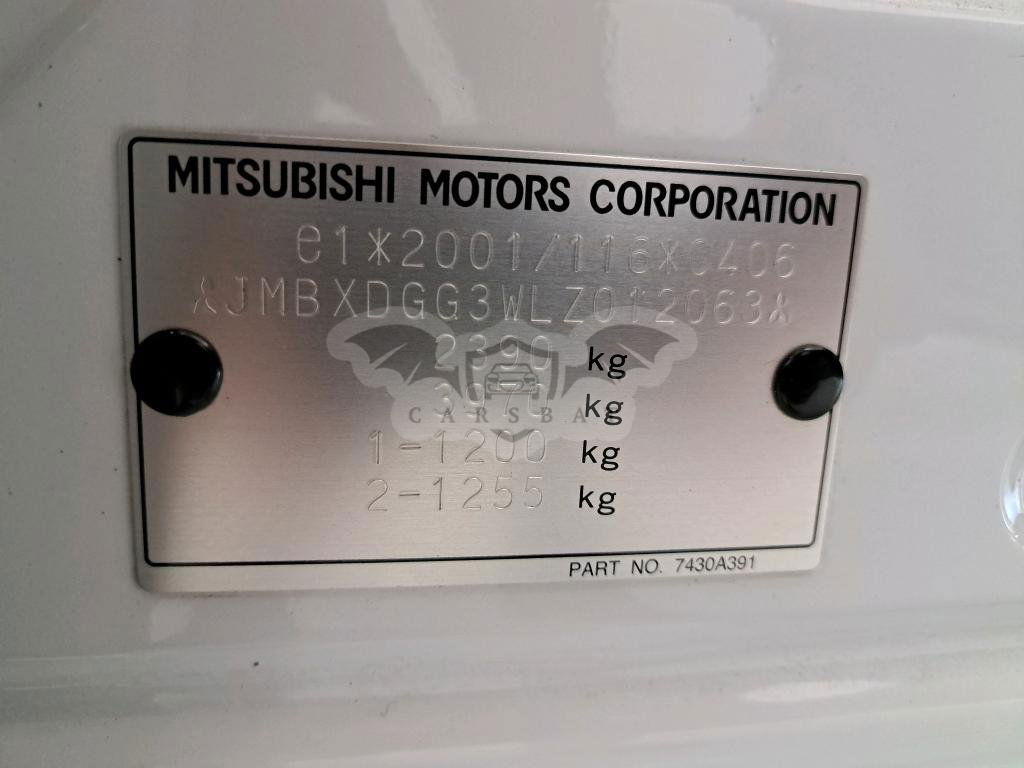 MITSUBISHI MOTORS CORPORATION
e1*2001/116*0406
*JMBXDGG3WLZ012063*
2390 kg
kg
CARSBA
1-1200 kg
2-1255 kg
PART NO. 7430A391